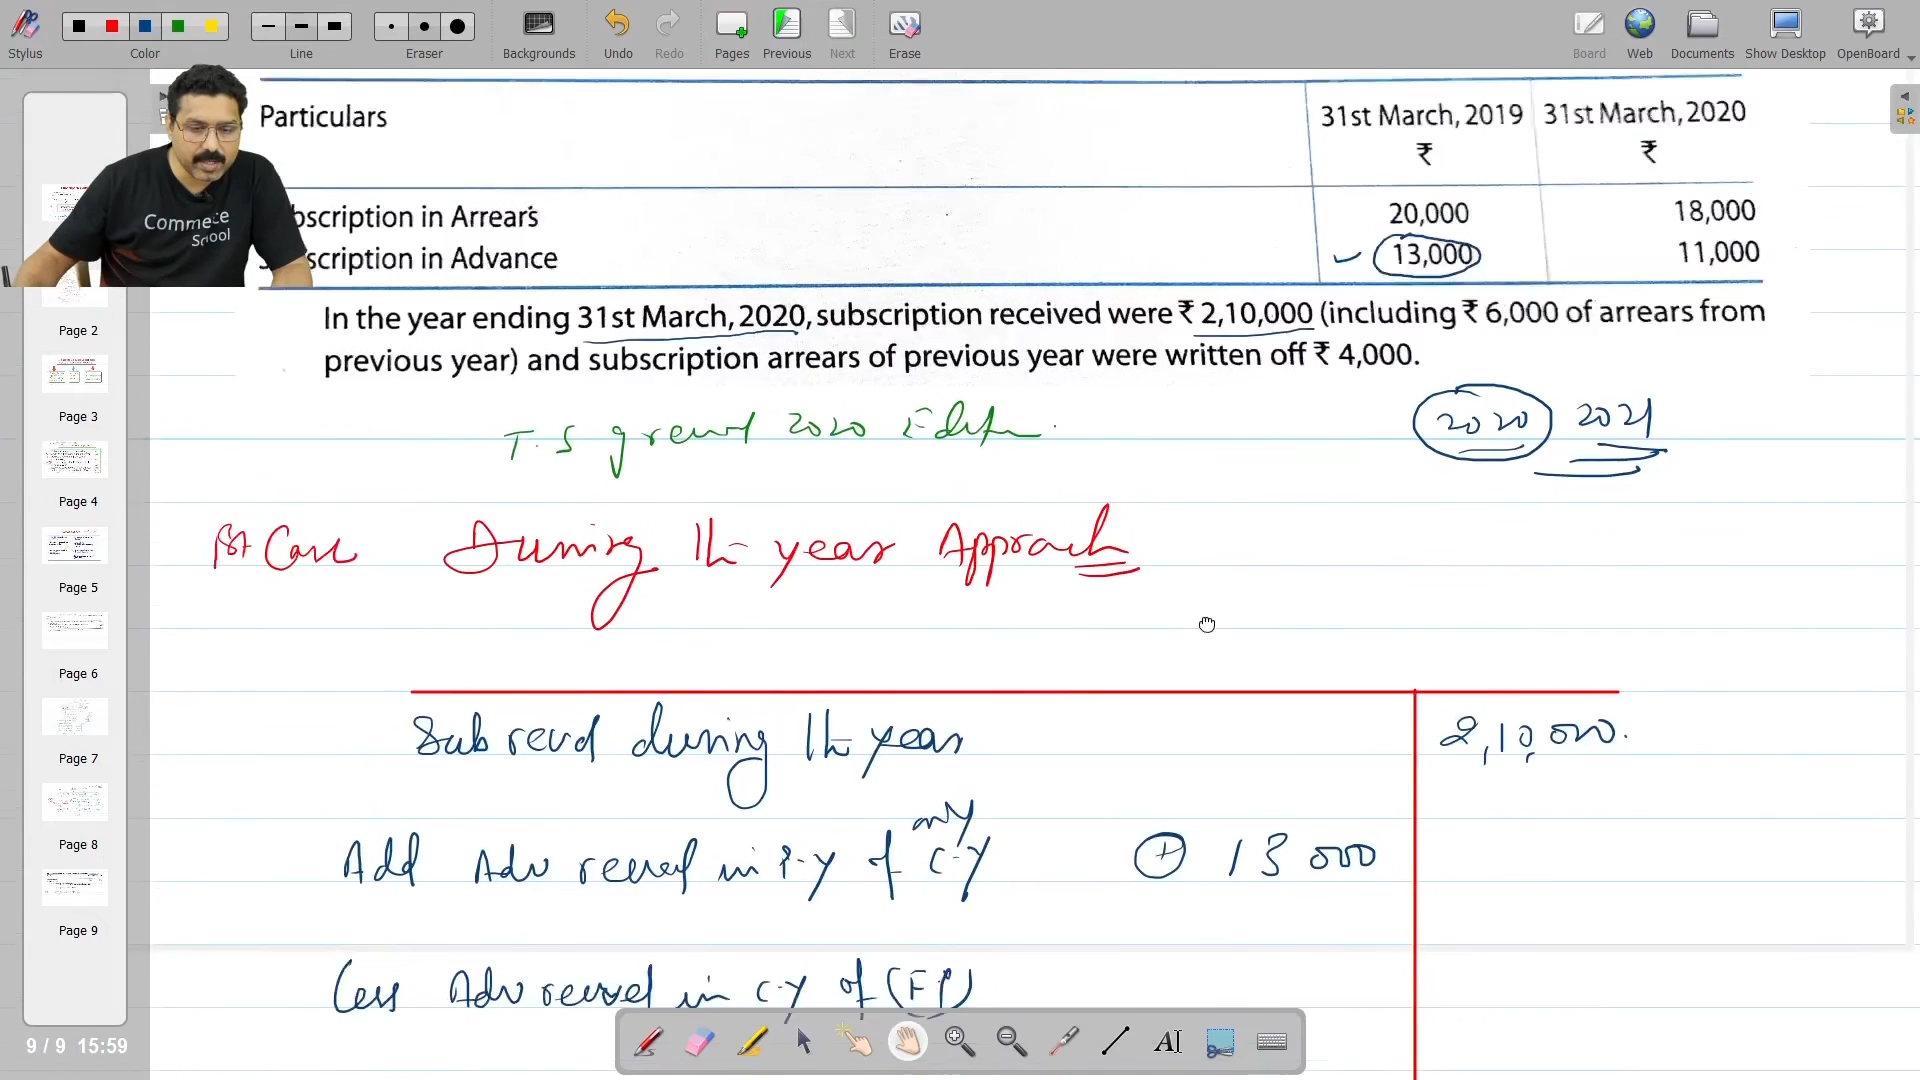 Stylus
Color
Line
Eraser
Backgrounds
Undo
Redo
Pages
Previous
Next
Erase
Board
Web
Documents
Show Desktop
OpenBoard
Particulars
31st March, 2019 31st March, 2020
₹ ₹
bscription in Arrears 20,000 18,000
scription in Advance 13,000 11,000
In the year ending 31st March, 2020, subscription received were ₹ 2,10,000 (including ₹ 6,000 of arrears from
previous year) and subscription arrears of previous year were written off ₹ 4,000.
Commerce
School
T.S grewal 2020 Edition
2020 2021
Ist Case During the year Approach
Sub recvd during the year 2,10,000.
only
Add Adv received in P-y of C-y + 13 000
Less Adv received in C-y of (FP)
Page 2
Page 3
Page 4
Page 5
Page 6
Page 7
Page 8
Page 9
9 / 9 15:59